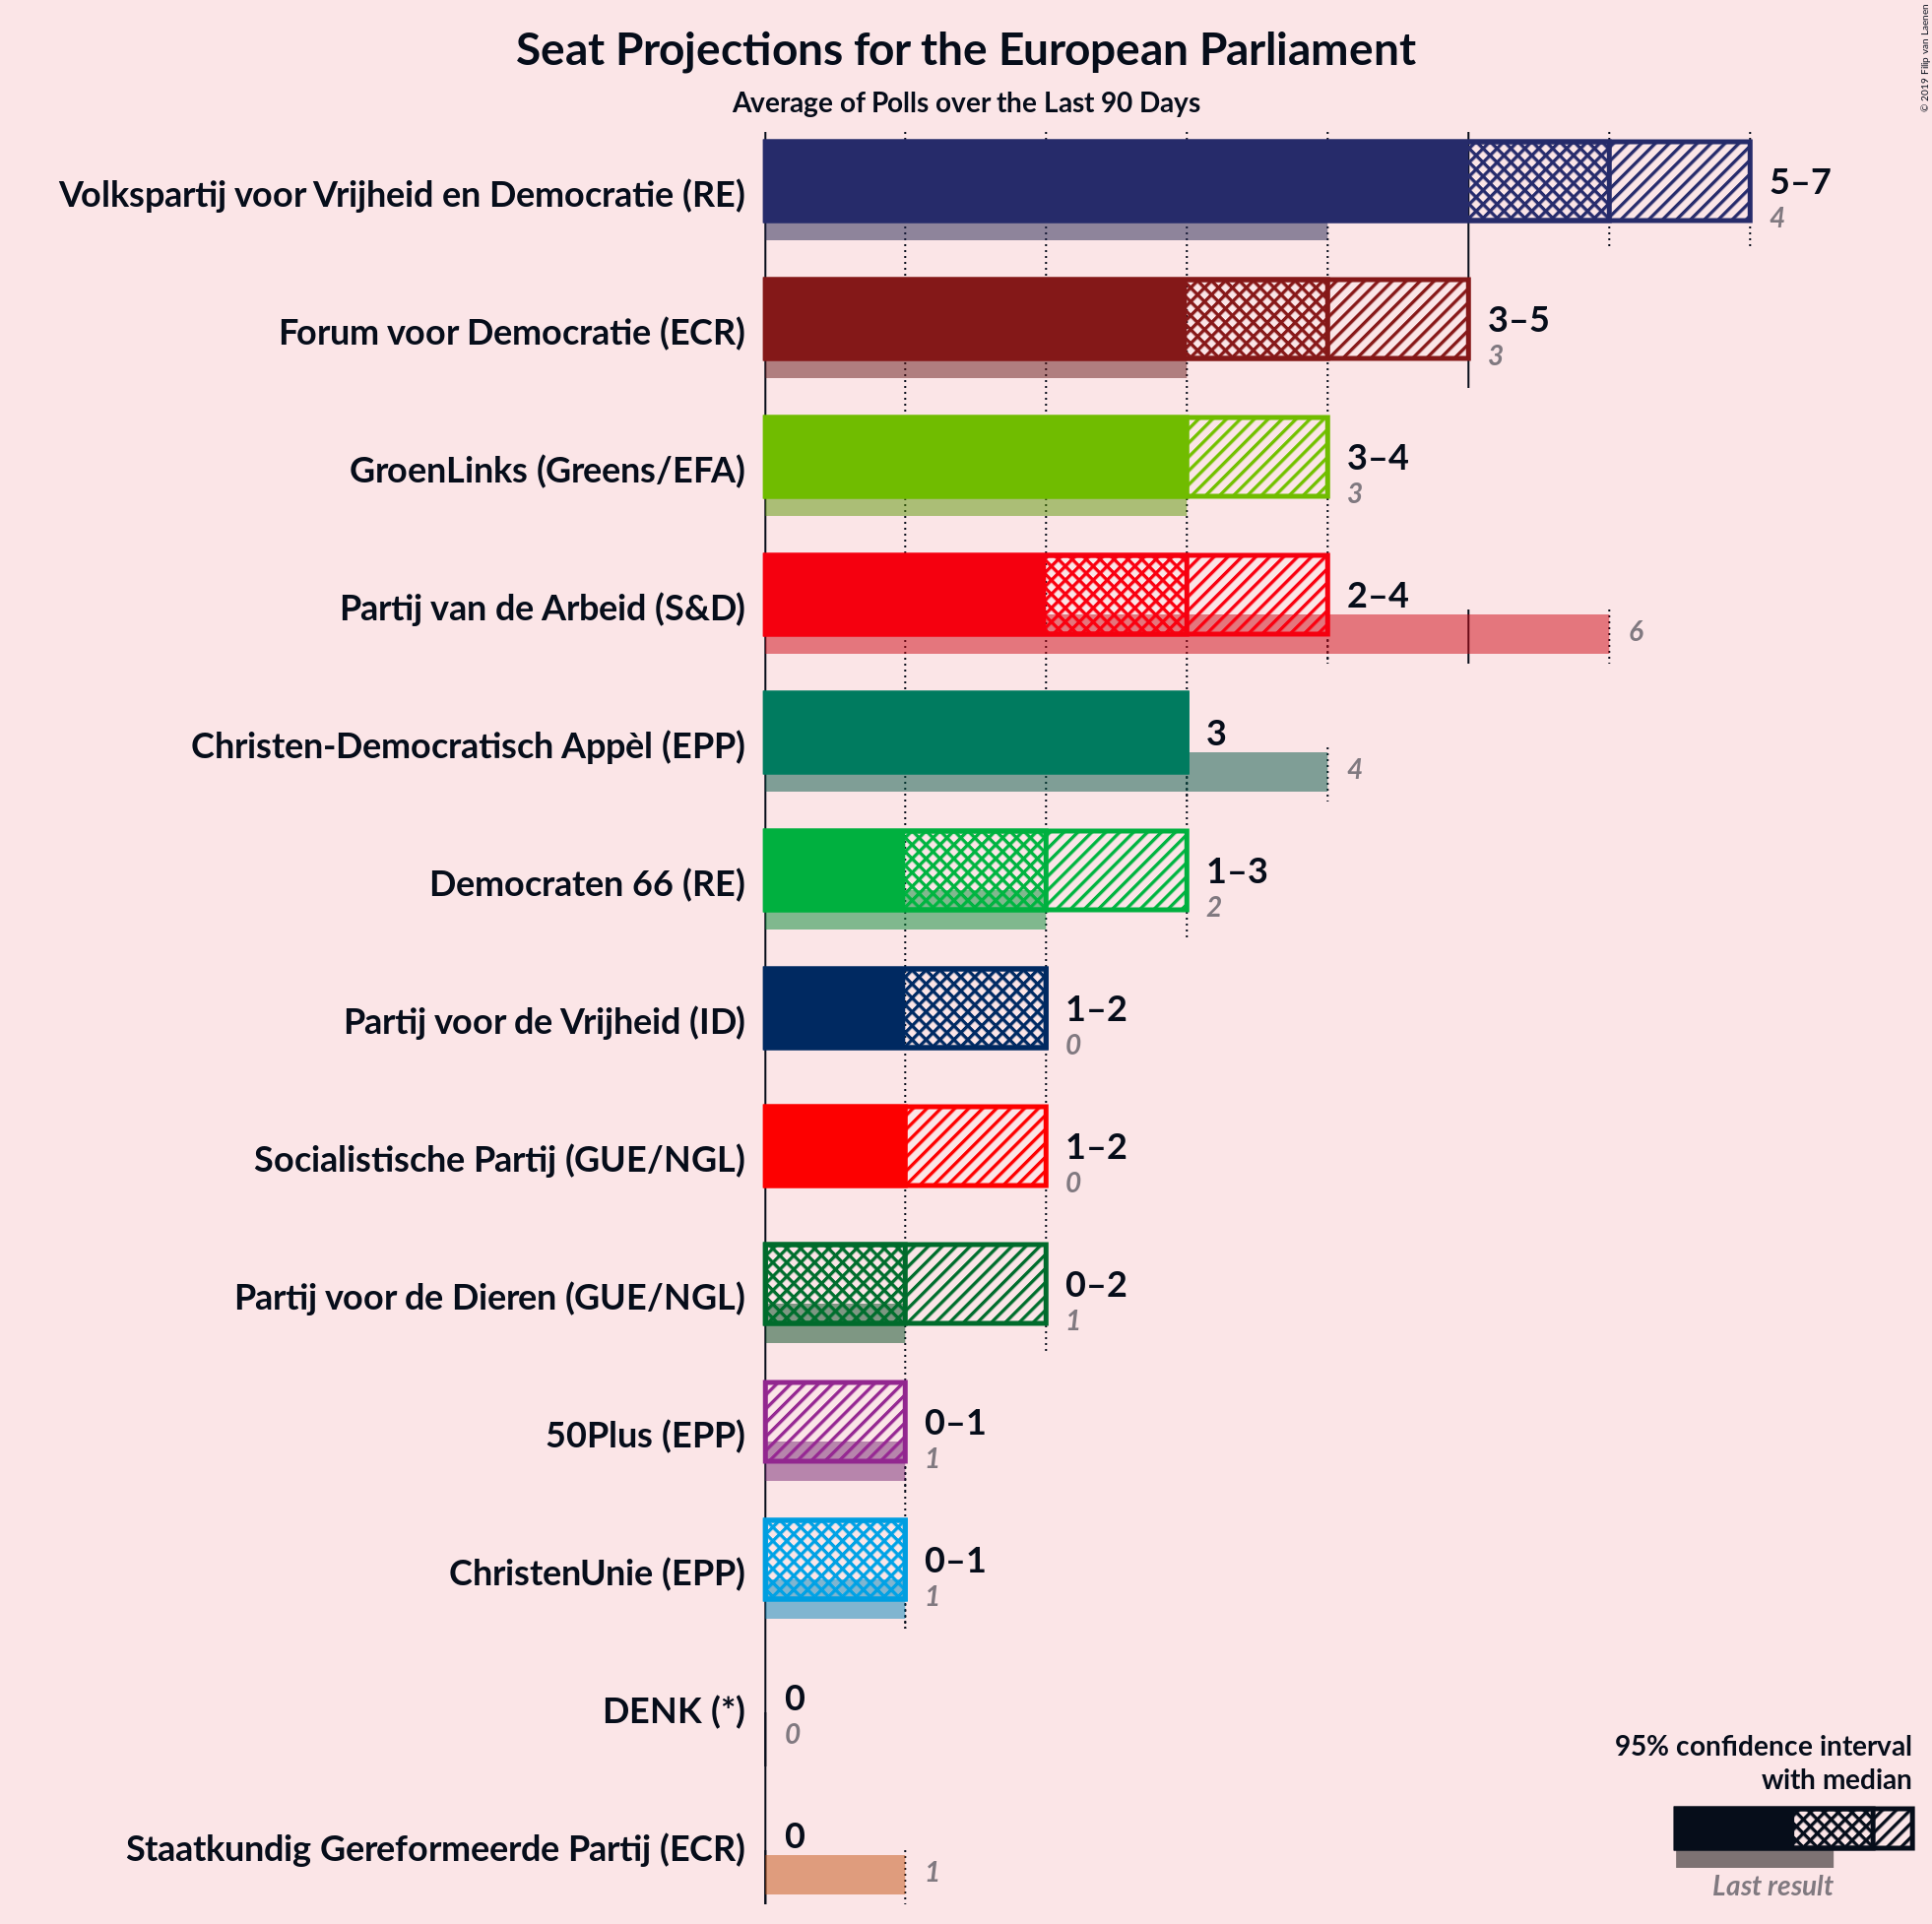 Seat Projections for the European Parliament
Average of Polls over the Last 90 Days
© 2019 Filip van Laenen
Volkspartij voor Vrijheid en Democratie (RE)
5–7
4
Forum voor Democratie (ECR)
3–5
3
GroenLinks (Greens/EFA)
3–4
3
Partij van de Arbeid (S&D)
2–4
6
Christen-Democratisch Appèl (EPP)
3
4
Democraten 66 (RE)
1–3
2
Partij voor de Vrijheid (ID)
1–2
0
Socialistische Partij (GUE/NGL)
1–2
0
Partij voor de Dieren (GUE/NGL)
0–2
1
50Plus (EPP)
0–1
1
ChristenUnie (EPP)
0–1
1
DENK (*)
0
0
Staatkundig Gereformeerde Partij (ECR)
0
1
95% confidence interval
with median
Last result